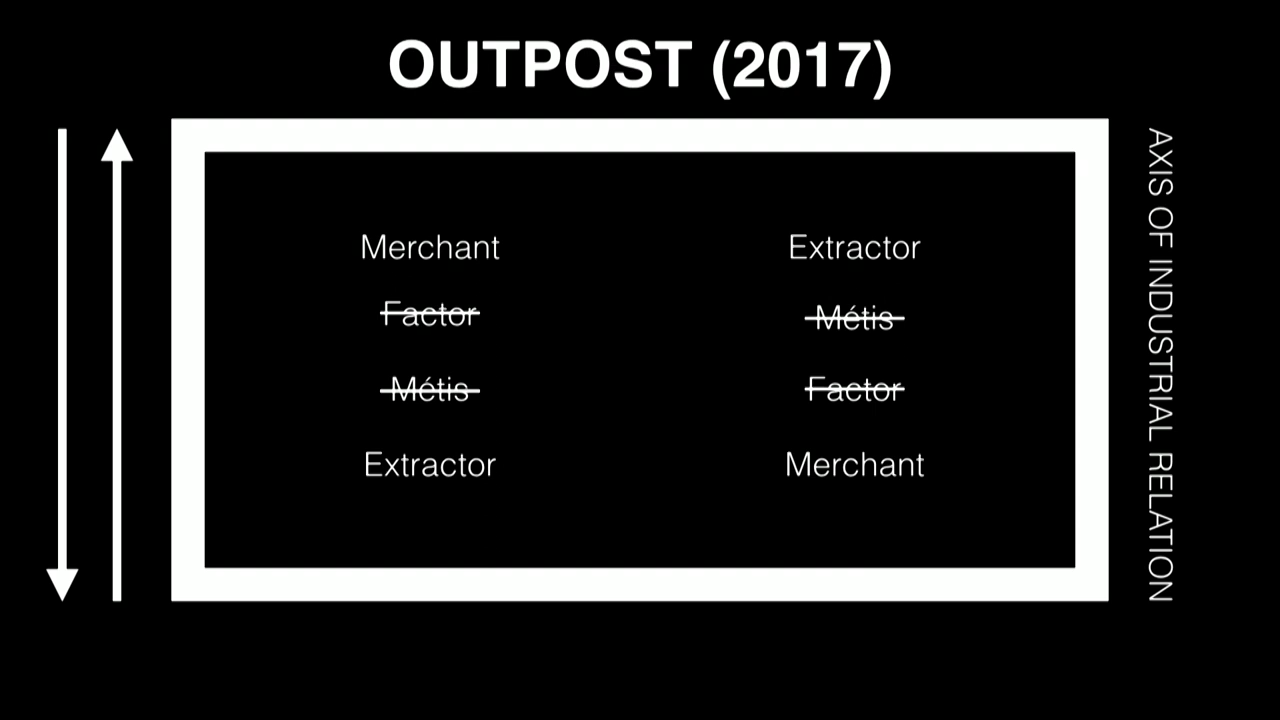 OUTPOST (2017)
Merchant
Factor
Métis
Extractor
Extractor
Métis
Factor
Merchant
AXIS OF INDUSTRIAL RELATION